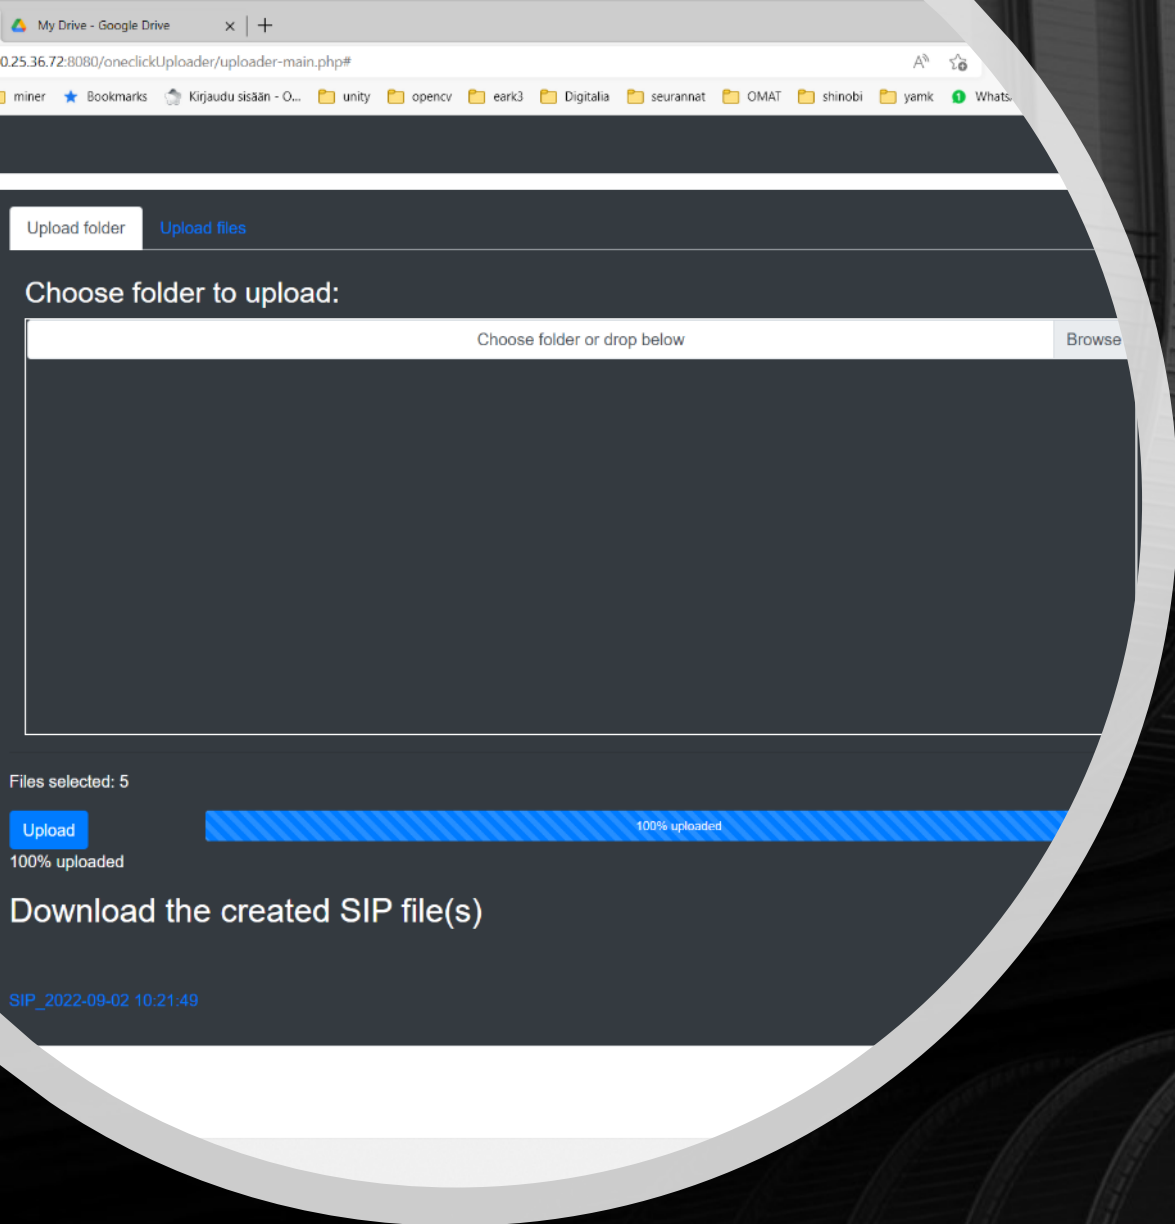 My Drive - Google Drive
0.25.36.72:8080/oneclickUploader/uploader-main.php#
miner Bookmarks Kirjaudu sisään - O... unity opencv eark3 Digitalia seurannat OMAT shinobi yamk 1 Whats
Upload folder Upload files
Choose folder to upload:
Choose folder or drop below Browse
Files selected: 5
Upload 100% uploaded
100% uploaded
Download the created SIP file(s)
SIP_2022-09-02 10:21:49